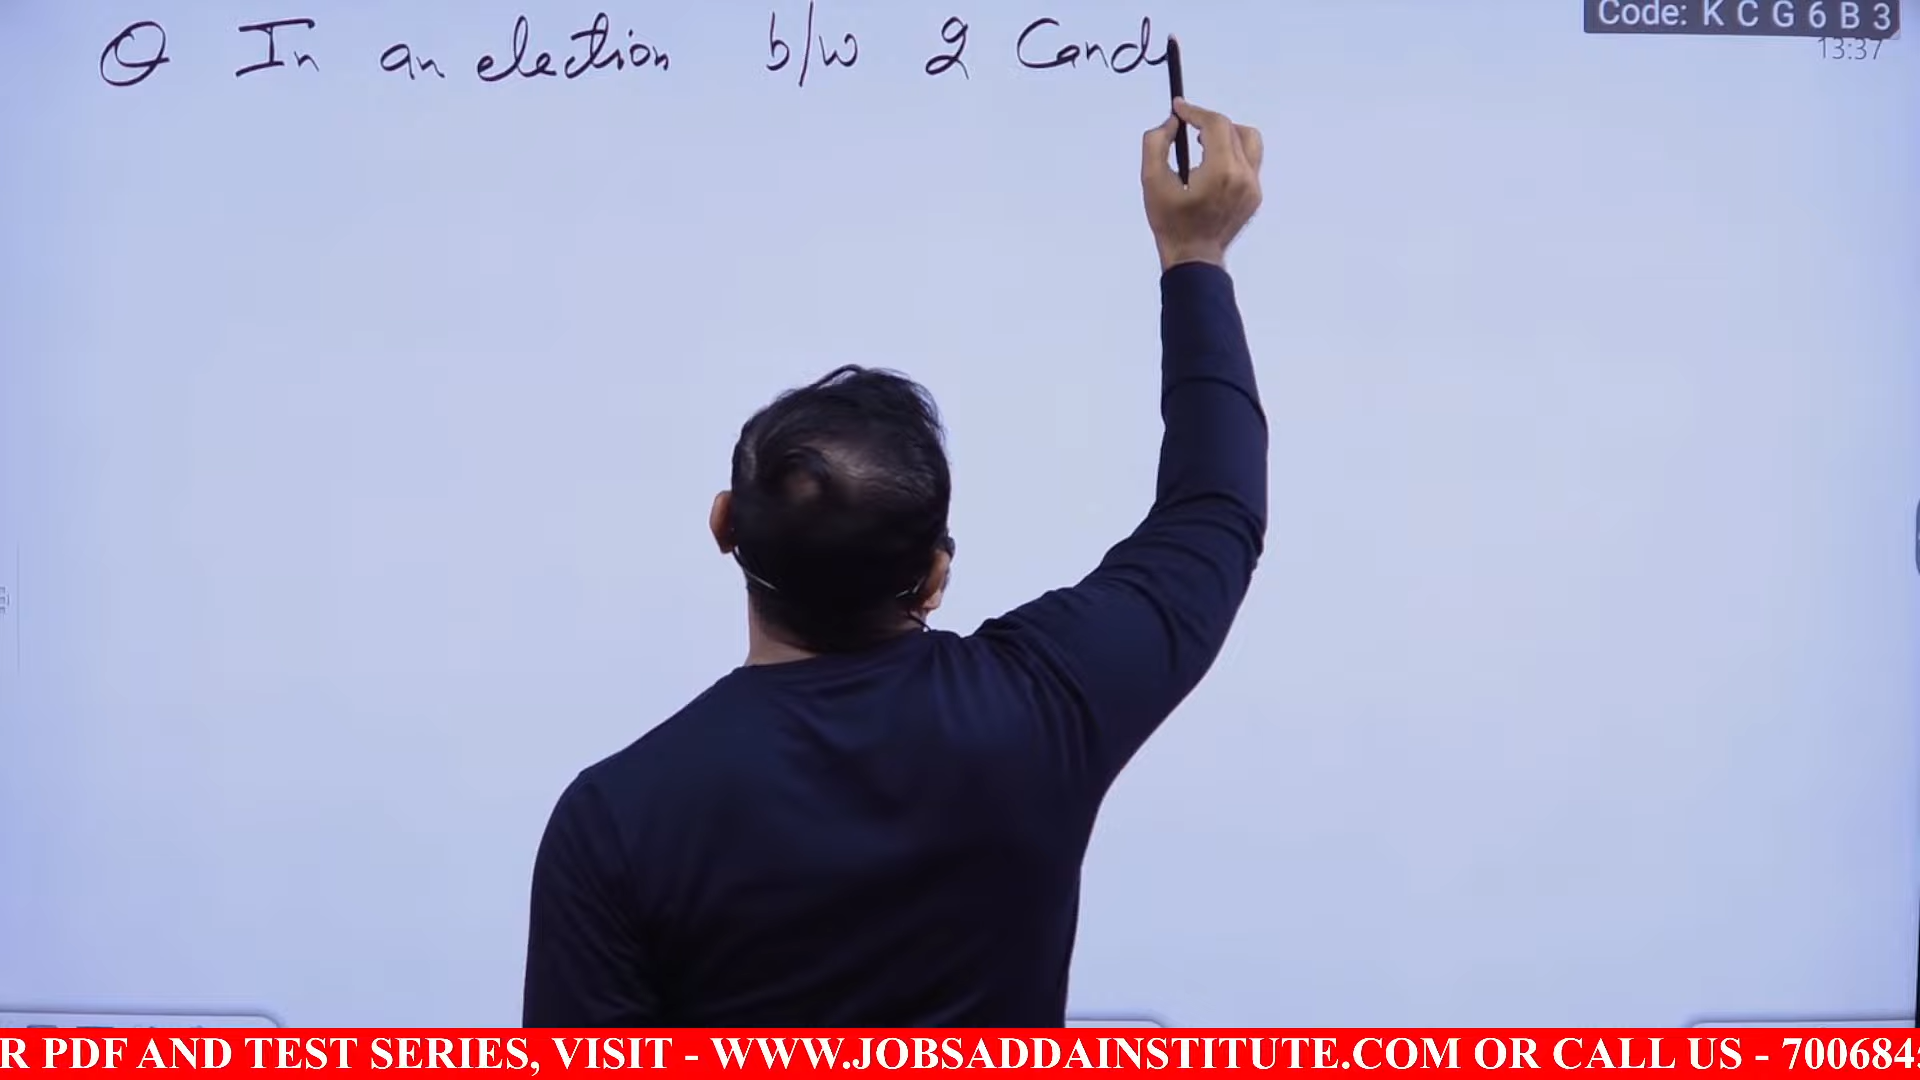 Code: K C G 6 B 3
13:37
Q In an election b/w 2 Candi
R PDF AND TEST SERIES, VISIT - WWW.JOBSADDAINSTITUTE.COM OR CALL US - 700684